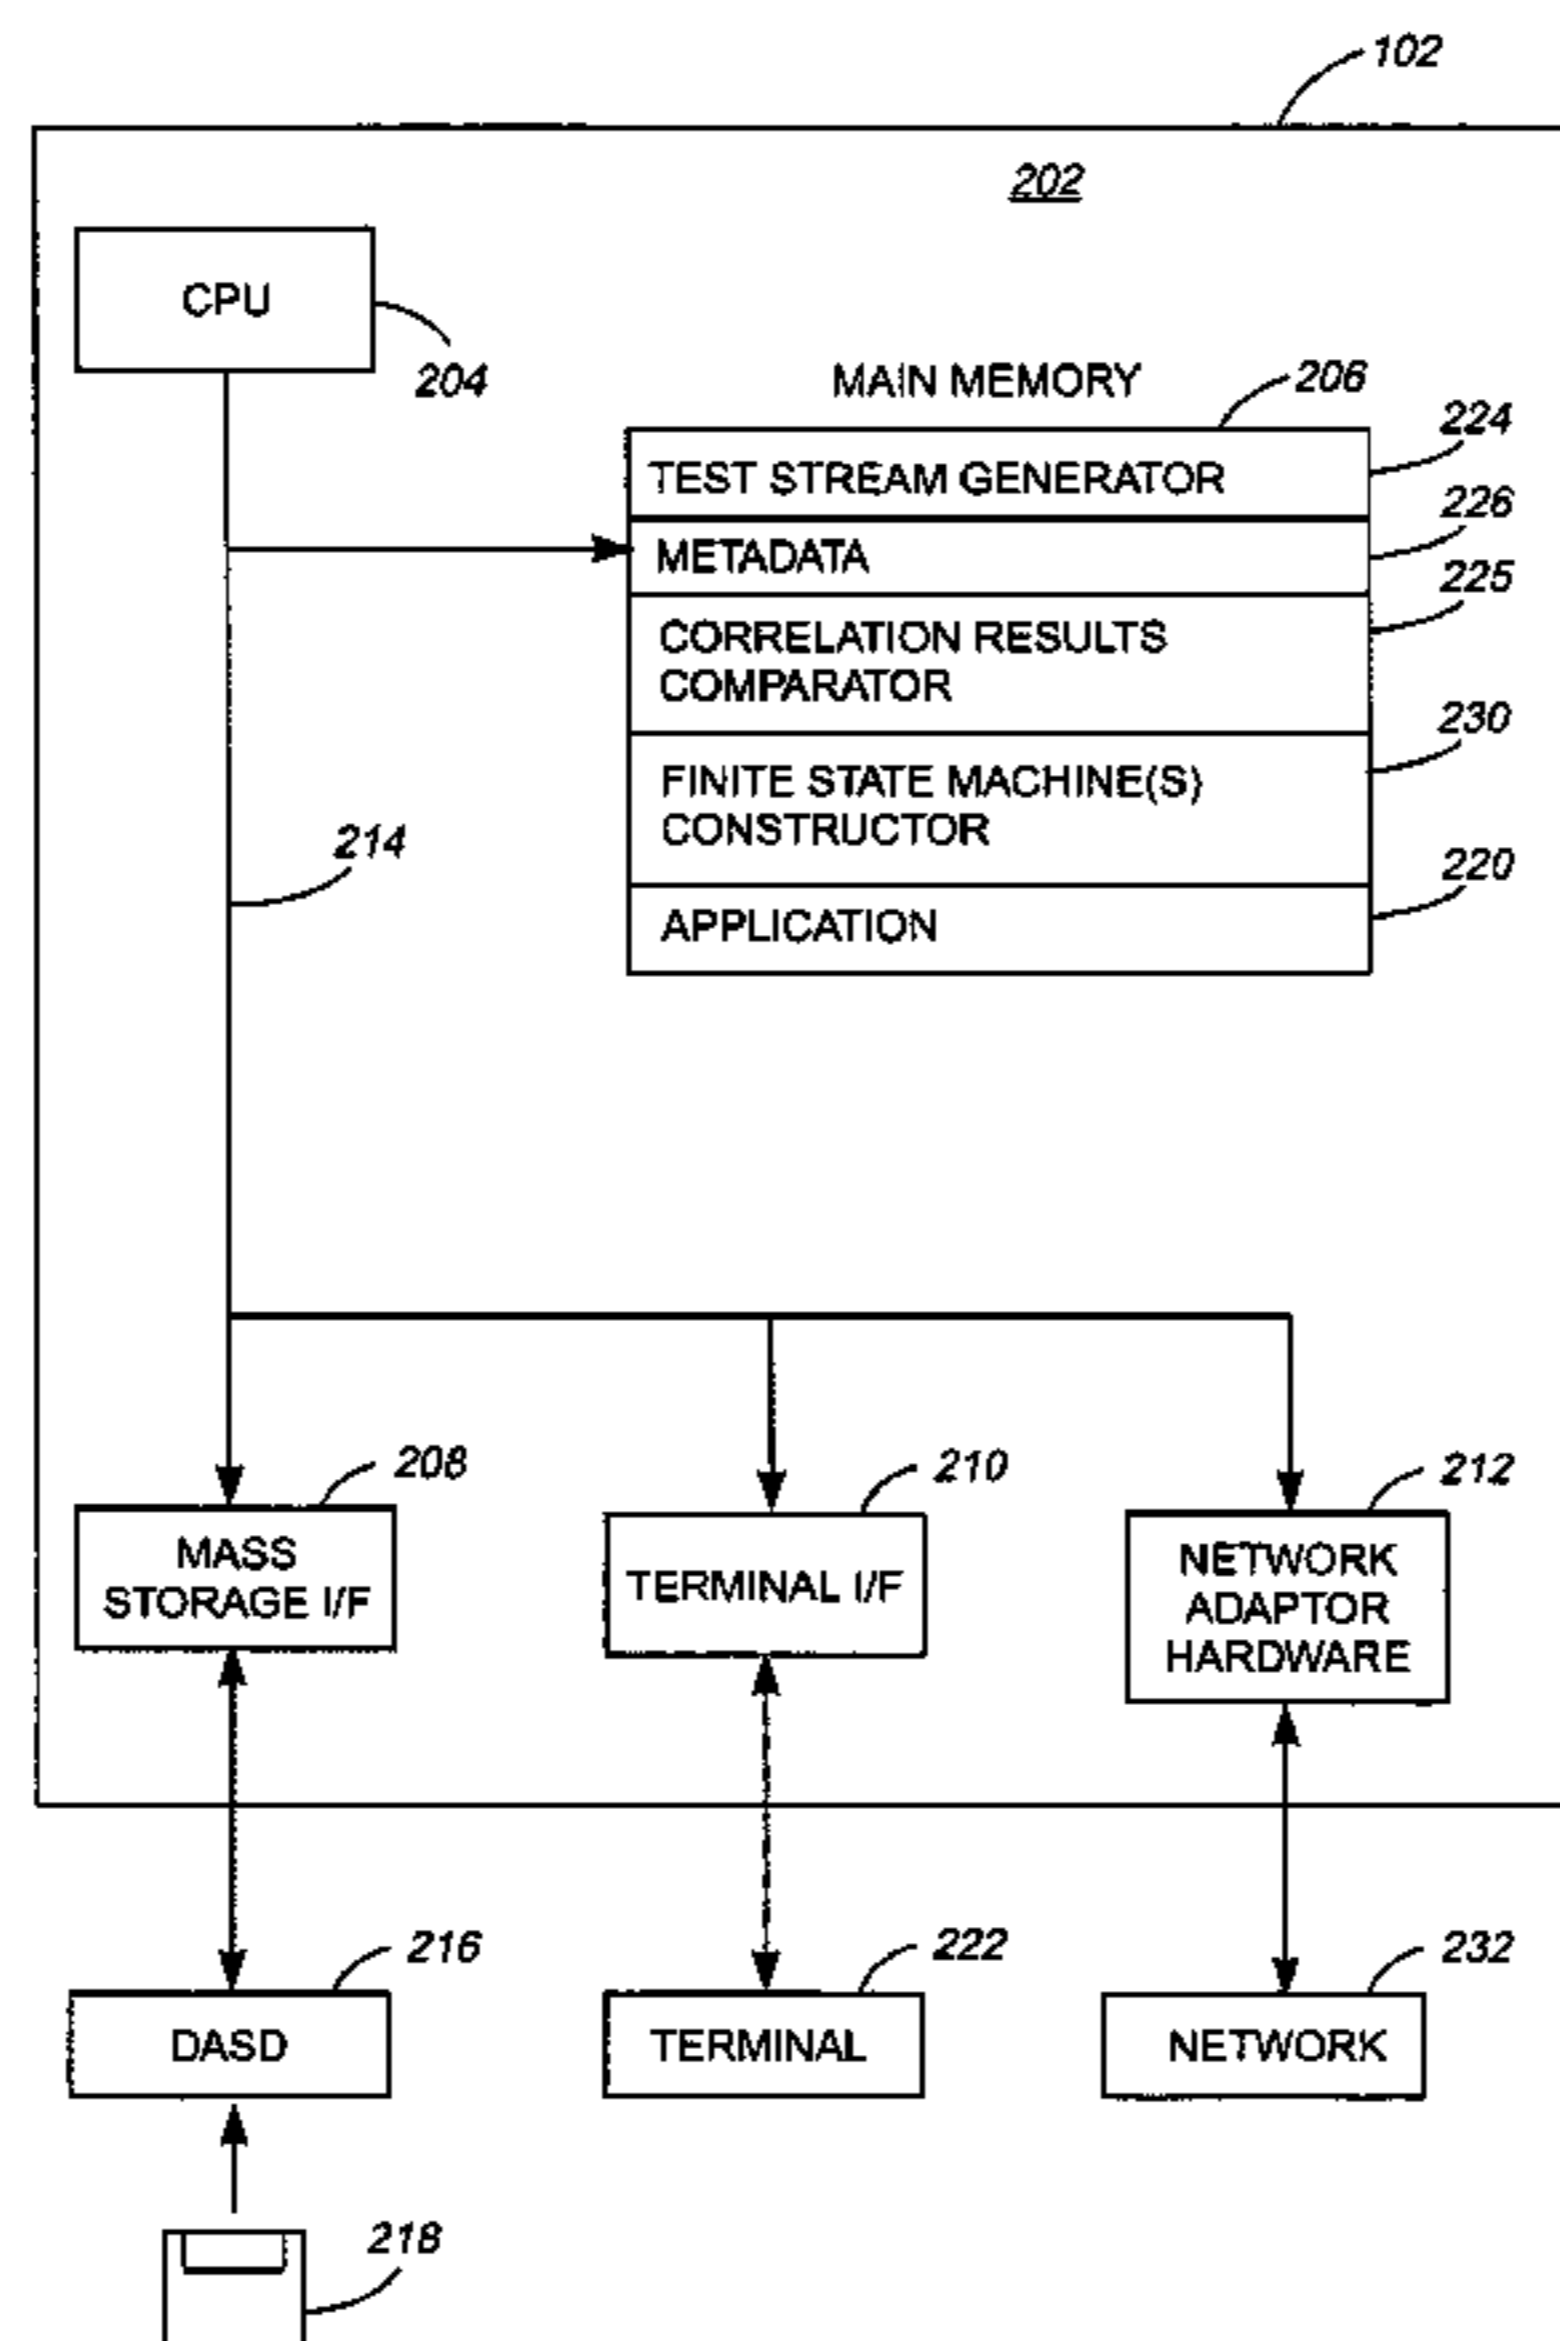 102
202
CPU
204
MAIN MEMORY
206
TEST STREAM GENERATOR
224
METADATA
226
CORRELATION RESULTS
COMPARATOR
225
FINITE STATE MACHINE(S)
CONSTRUCTOR
230
APPLICATION
220
214
208
MASS
STORAGE I/F
210
TERMINAL I/F
212
NETWORK
ADAPTOR
HARDWARE
216
DASD
222
TERMINAL
232
NETWORK
218